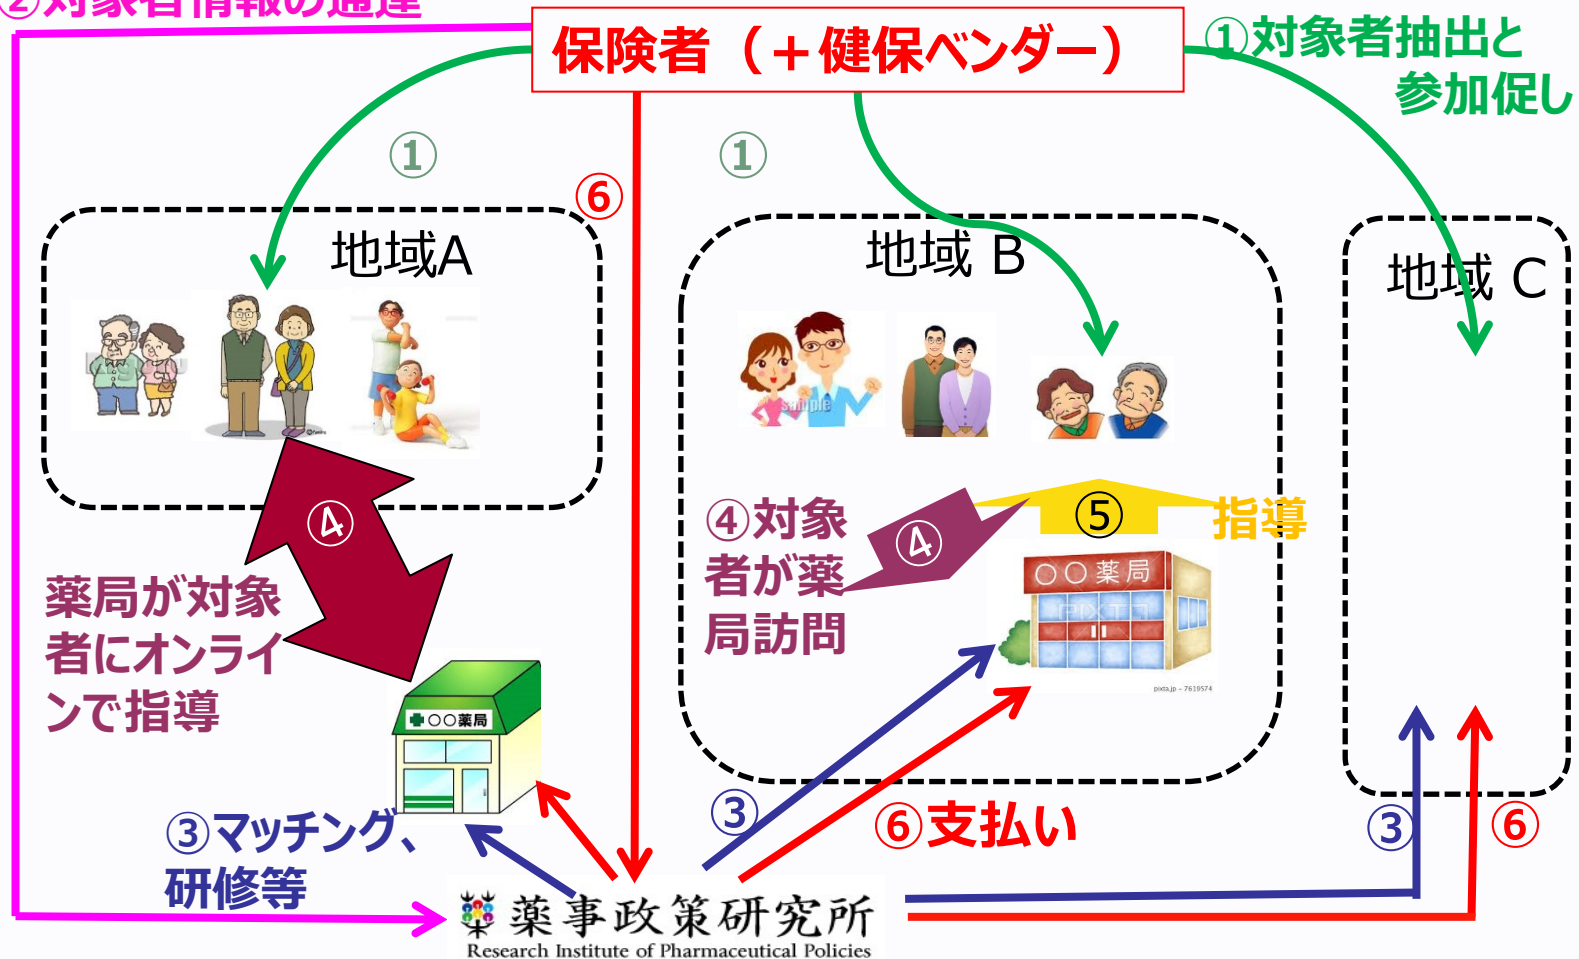 ②対象者情報の通達
保険者（＋健保ベンダー）
①対象者抽出と
参加促し
①
①
⑥
地域A
地域 B
地域 C
sample
④
④対象
者が薬
局訪問
④
⑤
指導
薬局が対象
者にオンライ
ンで指導
〇〇薬局
PIXTA
pixta.jp - 7619574
〇〇薬局
③マッチング、
研修等
③
⑥支払い
③
⑥
薬事政策研究所
Research Institute of Pharmaceutical Policies